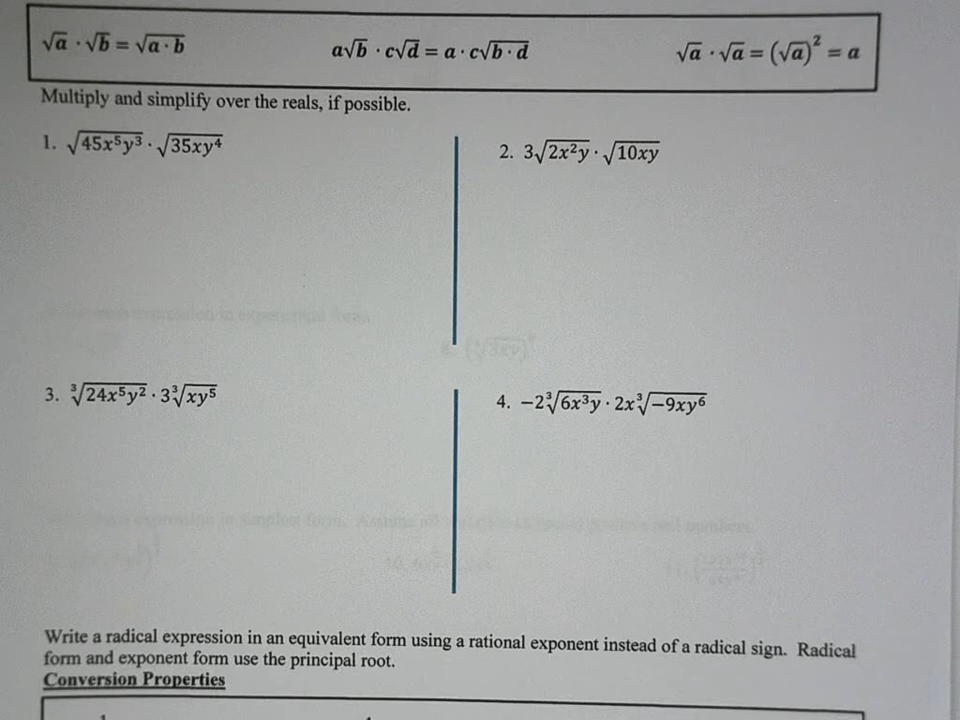 √a · √b = √a · b    a√b · c√d = a · c√b · d    √a · √a = (√a)² = a
Multiply and simplify over the reals, if possible.
1. √45x⁵y³ · √35xy⁴    2. 3√2x²y · √10xy
3. ∛24x⁵y² · 3∛xy⁵    4. −2∛6x³y · 2x∛−9xy⁶
Write a radical expression in an equivalent form using a rational exponent instead of a radical sign. Radical
form and exponent form use the principal root.
Conversion Properties